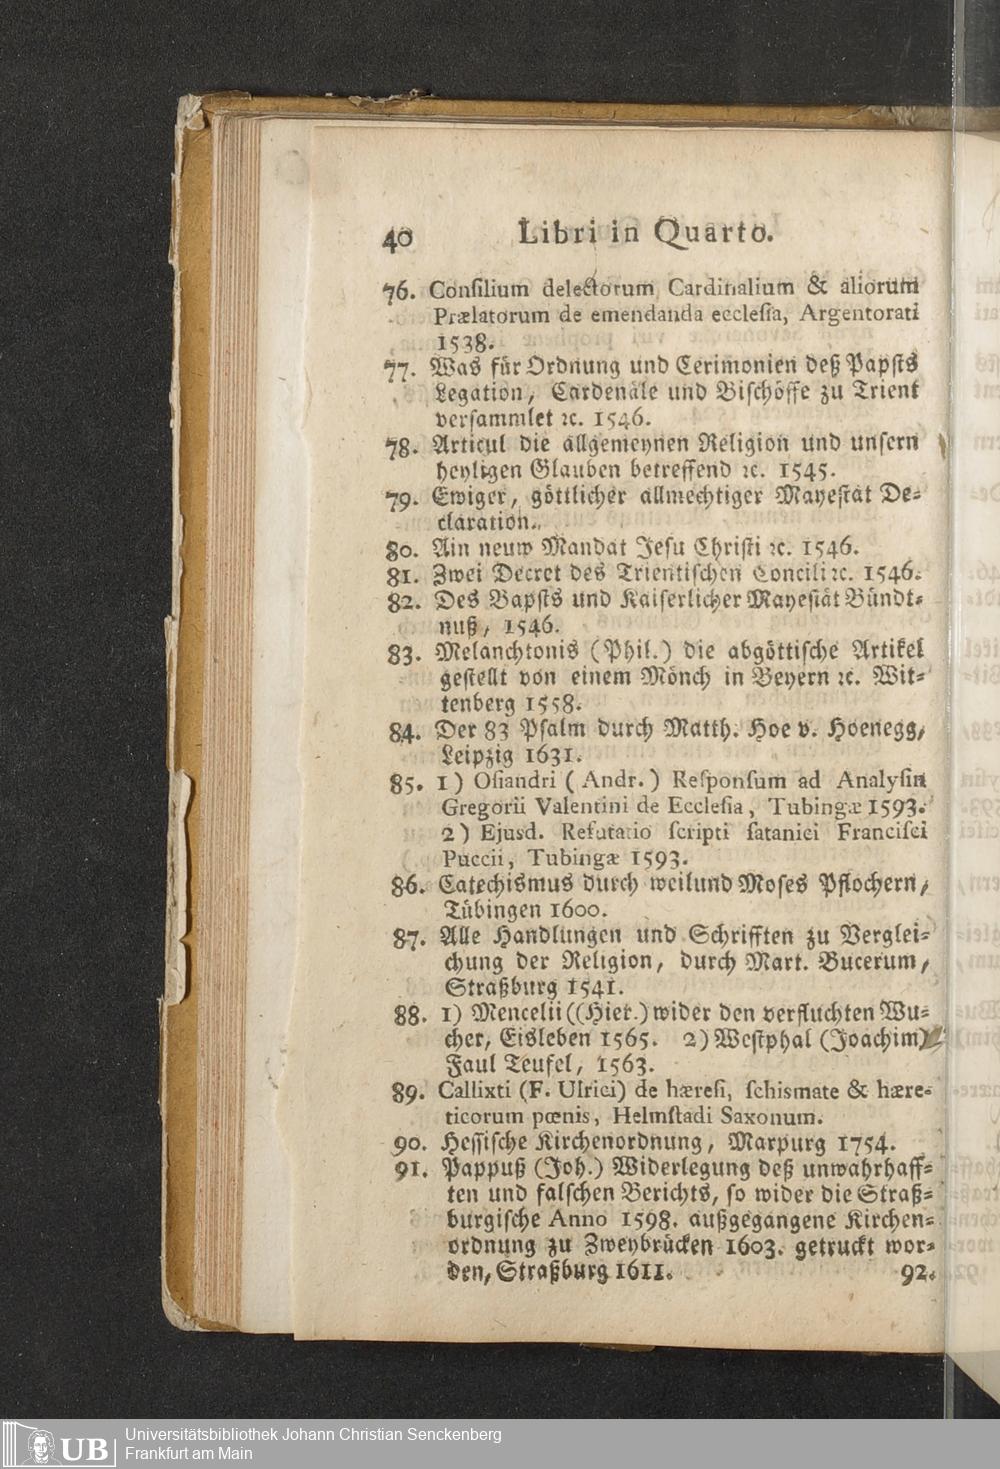 40 Libri in Quarto.
76. Consilium delectorum Cardinalium & aliorum
Prælatorum de emendanda ecclesia, Argentorati
1538.
77. Was für Ordnung und Cerimonien deß Papsts
Legation, Cardenäle und Bischöffe zu Trient
versammlet ꝛc. 1546.
78. Articul die allgemeynen Religion und unsern
heyligen Glauben betreffend ꝛc. 1545.
79. Ewiger, göttlicher allmechtiger Mayestät De-
claration.
80. Ain neuw Mandat Jesu Christi ꝛc. 1546.
81. Zwei Decret des Trientischen Concili ꝛc. 1546.
82. Des Bapsts und Kaiserlicher Mayestät Bündt-
nuß, 1546.
83. Melanchtonis (Phil.) die abgöttische Artikel
gestellt von einem Mönch in Beyern ꝛc. Wit-
tenberg 1558.
84. Der 83 Psalm durch Matth. Hoe v. Hoenegg,
Leipzig 1631.
85. 1) Osiandri (Andr.) Responsum ad Analysin
Gregorii Valentini de Ecclesia, Tubingæ 1593.
2) Ejusd. Refutatio scripti satanici Francisci
Puccii, Tubingæ 1593.
86. Catechismus durch weilund Moses Pflochern,
Tübingen 1600.
87. Alle Handlungen und Schrifften zu Verglei-
chung der Religion, durch Mart. Bucerum,
Straßburg 1541.
88. 1) Mencelii ((Hier.) wider den verfluchten Wu-
cher, Eisleben 1565. 2) Westphal (Joachim)
Faul Teufel, 1563.
89. Callixti (F. Ulrici) de hæresi, schismate & hære-
ticorum pœnis, Helmstadi Saxonum.
90. Hessische Kirchenordnung, Marpurg 1754.
91. Pappuß (Joh.) Widerlegung deß unwahrhaff-
ten und falschen Berichts, so wider die Straß-
burgische Anno 1598. außgegangene Kirchen-
ordnung zu Zweybrücken 1603. getruckt wor-
den, Straßburg 1611. 92.
UB Universitätsbibliothek Johann Christian Senckenberg
Frankfurt am Main